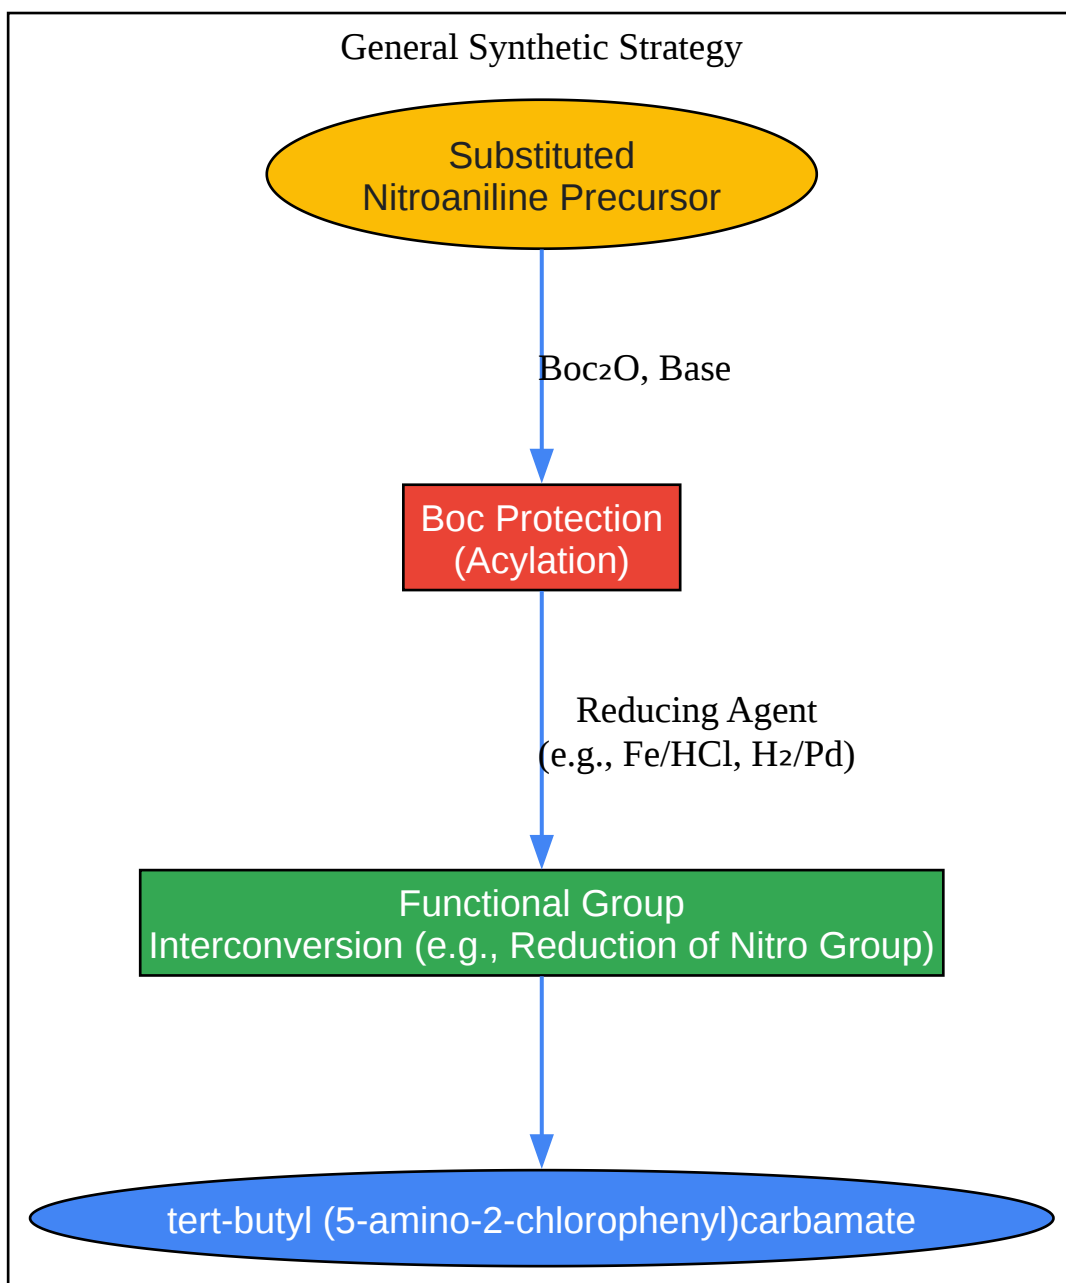 General Synthetic Strategy
Substituted
Nitroaniline Precursor
Boc₂O, Base
Boc Protection
(Acylation)
Reducing Agent
(e.g., Fe/HCl, H₂/Pd)
Functional Group
Interconversion (e.g., Reduction of Nitro Group)
tert-butyl (5-amino-2-chlorophenyl)carbamate